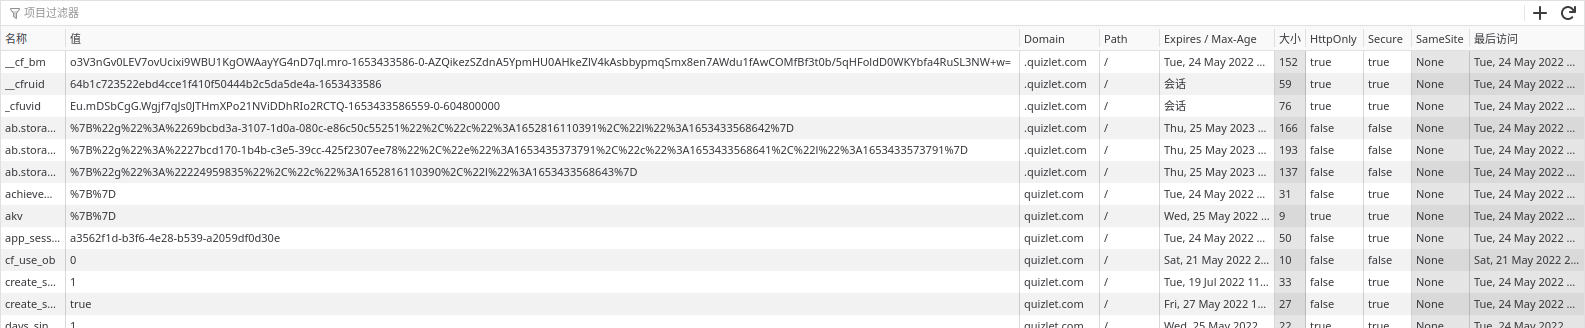 项目过滤器
名称 值 Domain Path Expires / Max-Age 大小 HttpOnly Secure SameSite 最后访问
__cf_bm o3V3nGv0LEV7ovUcixi9WBU1KgOWAayYG4nD7ql.mro-1653433586-0-AZQikezSZdnA5YpmHU0AHkeZlV4kAsbbypmqSmx8en7AWdu1fAwCOMfBf3t0b/5qHFoIdD0WKYbfa4RuSL3NW+w= .quizlet.com / Tue, 24 May 2022 ... 152 true true None Tue, 24 May 2022 ...
__cfruid 64b1c723522ebd4cce1f410f50444b2c5da5de4a-1653433586 .quizlet.com / 会话 59 true true None Tue, 24 May 2022 ...
_cfuvid Eu.mDSbCgG.Wgjf7qJs0JTHmXPo21NViDDhRIo2RCTQ-1653433586559-0-604800000 .quizlet.com / 会话 76 true true None Tue, 24 May 2022 ...
ab.stora... %7B%22g%22%3A%2269bcbd3a-3107-1d0a-080c-e86c50c55251%22%2C%22c%22%3A1652816110391%2C%22l%22%3A1653433568642%7D .quizlet.com / Thu, 25 May 2023 ... 166 false false None Tue, 24 May 2022 ...
ab.stora... %7B%22g%22%3A%2227bcd170-1b4b-c3e5-39cc-425f2307ee78%22%2C%22e%22%3A1653435373791%2C%22c%22%3A1653433568641%2C%22l%22%3A1653433573791%7D .quizlet.com / Thu, 25 May 2023 ... 193 false false None Tue, 24 May 2022 ...
ab.stora... %7B%22g%22%3A%22224959835%22%2C%22c%22%3A1652816110390%2C%22l%22%3A1653433568643%7D .quizlet.com / Thu, 25 May 2023 ... 137 false false None Tue, 24 May 2022 ...
achieve... %7B%7D quizlet.com / Tue, 24 May 2022 ... 31 false true None Tue, 24 May 2022 ...
akv %7B%7D quizlet.com / Wed, 25 May 2022 ... 9 true true None Tue, 24 May 2022 ...
app_sess... a3562f1d-b3f6-4e28-b539-a2059df0d30e quizlet.com / Tue, 24 May 2022 ... 50 false true None Tue, 24 May 2022 ...
cf_use_ob 0 quizlet.com / Sat, 21 May 2022 2... 10 false false None Sat, 21 May 2022 2...
create_s... 1 quizlet.com / Tue, 19 Jul 2022 11... 33 false true None Tue, 24 May 2022 ...
create_s... true quizlet.com / Fri, 27 May 2022 1... 27 false true None Tue, 24 May 2022 ...
days_sin... 1 quizlet.com / Wed, 25 May 2022 ... 22 true true None Tue, 24 May 2022 ...